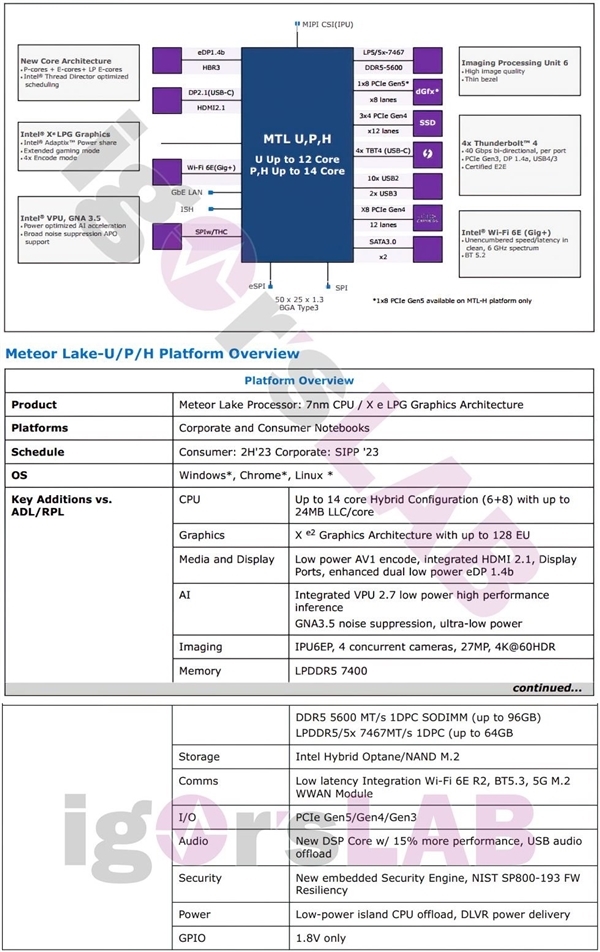 MIPI CSI(IPU)
New Core Architecture
•P-cores + E-cores+ LP E-cores
•Intel® Thread Director optimized
scheduling
Intel® Xᵉ LPG Graphics
•Intel® Adaptix™ Power share
•Extended gaming mode
•4x Encode mode
Intel® VPU, GNA 3.5
•Power optimized AI acceleration
•Broad noise suppression APO
support
eDP1.4b
HBR3
DP2.1(USB-C)
HDMI2.1
Wi-Fi 6E(Gig+)
GbE LAN
ISH
SPIw/THC
MTL U,P,H
U Up to 12 Core
P,H Up to 14 Core
eSPI
SPI
50 x 25 x 1.3
BGA Type3
LP5/5x-7467
DDR5-5600
1x8 PCIe Gen5*
x8 lanes
dGfx*
3x4 PCIe Gen4
x12 lanes
SSD
4x TBT4 (USB-C)
10x USB2
2x USB3
X8 PCIe Gen4
12 lanes
SATA3.0
x2
Imaging Processing Unit 6
•High image quality
•Thin bezel
4x Thunderbolt™ 4
•40 Gbps bi-directional, per port
•PCIe Gen3, DP 1.4a, USB4/3
•Certified E2E
Intel® Wi-Fi 6E (Gig+)
•Unencumbered speed/latency in
clean, 6 GHz spectrum
•BT 5.2
*1x8 PCIe Gen5 available on MTL-H platform only
Meteor Lake-U/P/H Platform Overview
Platform Overview
Product Meteor Lake Processor: 7nm CPU / X e LPG Graphics Architecture
Platforms Corporate and Consumer Notebooks
Schedule Consumer: 2H'23 Corporate: SIPP '23
OS Windows*, Chrome*, Linux *
Key Additions vs.
ADL/RPL
CPU Up to 14 core Hybrid Configuration (6+8) with up to
24MB LLC/core
Graphics X ᵉ² Graphics Architecture with up to 128 EU
Media and Display Low power AV1 encode, integrated HDMI 2.1, Display
Ports, enhanced dual low power eDP 1.4b
AI Integrated VPU 2.7 low power high performance
inference
GNA3.5 noise suppression, ultra-low power
Imaging IPU6EP, 4 concurrent cameras, 27MP, 4K@60HDR
Memory LPDDR5 7400
continued...
DDR5 5600 MT/s 1DPC SODIMM (up to 96GB)
LPDDR5/5x 7467MT/s 1DPC (up to 64GB
Storage Intel Hybrid Optane/NAND M.2
Comms Low latency Integration Wi-Fi 6E R2, BT5.3, 5G M.2
WWAN Module
I/O PCIe Gen5/Gen4/Gen3
Audio New DSP Core w/ 15% more performance, USB audio
offload
Security New embedded Security Engine, NIST SP800-193 FW
Resiliency
Power Low-power island CPU offload, DLVR power delivery
GPIO 1.8V only
igor'sLAB
igor'sLAB